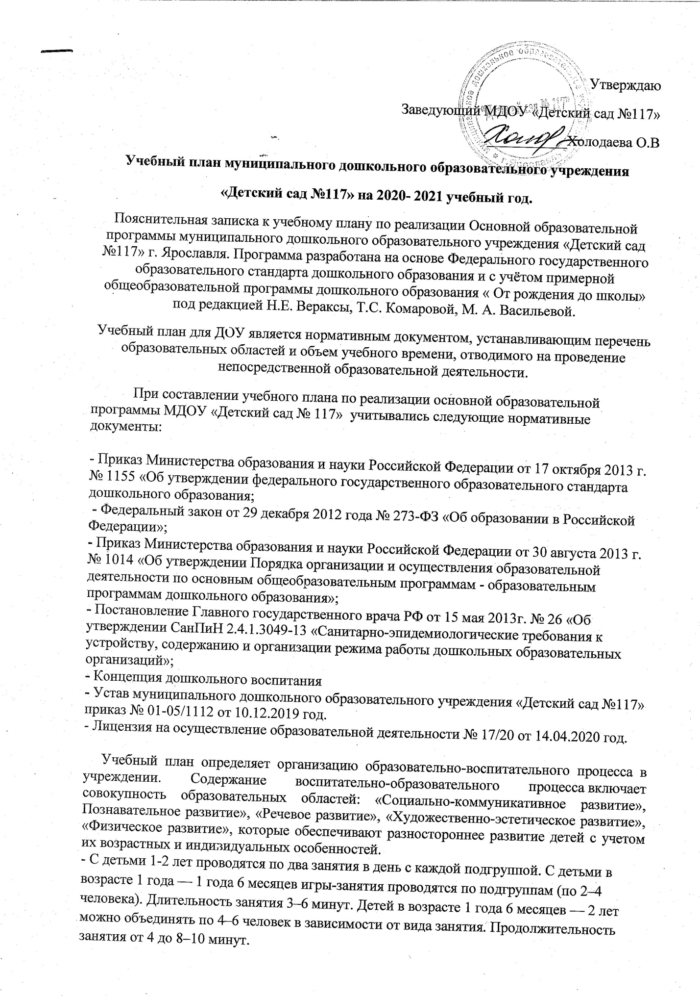 Утверждаю
Заведующий МДОУ «Детский сад №117»
Холодаева О.В
Учебный план муниципального дошкольного образовательного учреждения
«Детский сад №117» на 2020- 2021 учебный год.
Пояснительная записка к учебному плану по реализации Основной образовательной
программы муниципального дошкольного образовательного учреждения «Детский сад
№117» г. Ярославля. Программа разработана на основе Федерального государственного
образовательного стандарта дошкольного образования и с учётом примерной
общеобразовательной программы дошкольного образования « От рождения до школы»
под редакцией Н.Е. Вераксы, Т.С. Комаровой, М. А. Васильевой.
Учебный план для ДОУ является нормативным документом, устанавливающим перечень
образовательных областей и объем учебного времени, отводимого на проведение
непосредственной образовательной деятельности.
При составлении учебного плана по реализации основной образовательной
программы МДОУ «Детский сад № 117» учитывались следующие нормативные
документы:
- Приказ Министерства образования и науки Российской Федерации от 17 октября 2013 г.
№ 1155 «Об утверждении федерального государственного образовательного стандарта
дошкольного образования;
- Федеральный закон от 29 декабря 2012 года № 273-ФЗ «Об образовании в Российской
Федерации»;
- Приказ Министерства образования и науки Российской Федерации от 30 августа 2013 г.
№ 1014 «Об утверждении Порядка организации и осуществления образовательной
деятельности по основным общеобразовательным программам - образовательным
программам дошкольного образования»;
- Постановление Главного государственного врача РФ от 15 мая 2013г. № 26 «Об
утверждении СанПиН 2.4.1.3049-13 «Санитарно-эпидемиологические требования к
устройству, содержанию и организации режима работы дошкольных образовательных
организаций»;
- Концепция дошкольного воспитания
- Устав муниципального дошкольного образовательного учреждения «Детский сад №117»
приказ № 01-05/1112 от 10.12.2019 год.
- Лицензия на осуществление образовательной деятельности № 17/20 от 14.04.2020 год.
Учебный план определяет организацию образовательно-воспитательного процесса в
учреждении. Содержание воспитательно-образовательного процесса включает
совокупность образовательных областей: «Социально-коммуникативное развитие»,
Познавательное развитие», «Речевое развитие», «Художественно-эстетическое развитие»,
«Физическое развитие», которые обеспечивают разностороннее развитие детей с учетом
их возрастных и индивидуальных особенностей.
- С детьми 1-2 лет проводятся по два занятия в день с каждой подгруппой. С детьми в
возрасте 1 года — 1 года 6 месяцев игры-занятия проводятся по подгруппам (по 2–4
человека). Длительность занятия 3–6 минут. Детей в возрасте 1 года 6 месяцев — 2 лет
можно объединять по 4–6 человек в зависимости от вида занятия. Продолжительность
занятия от 4 до 8–10 минут.